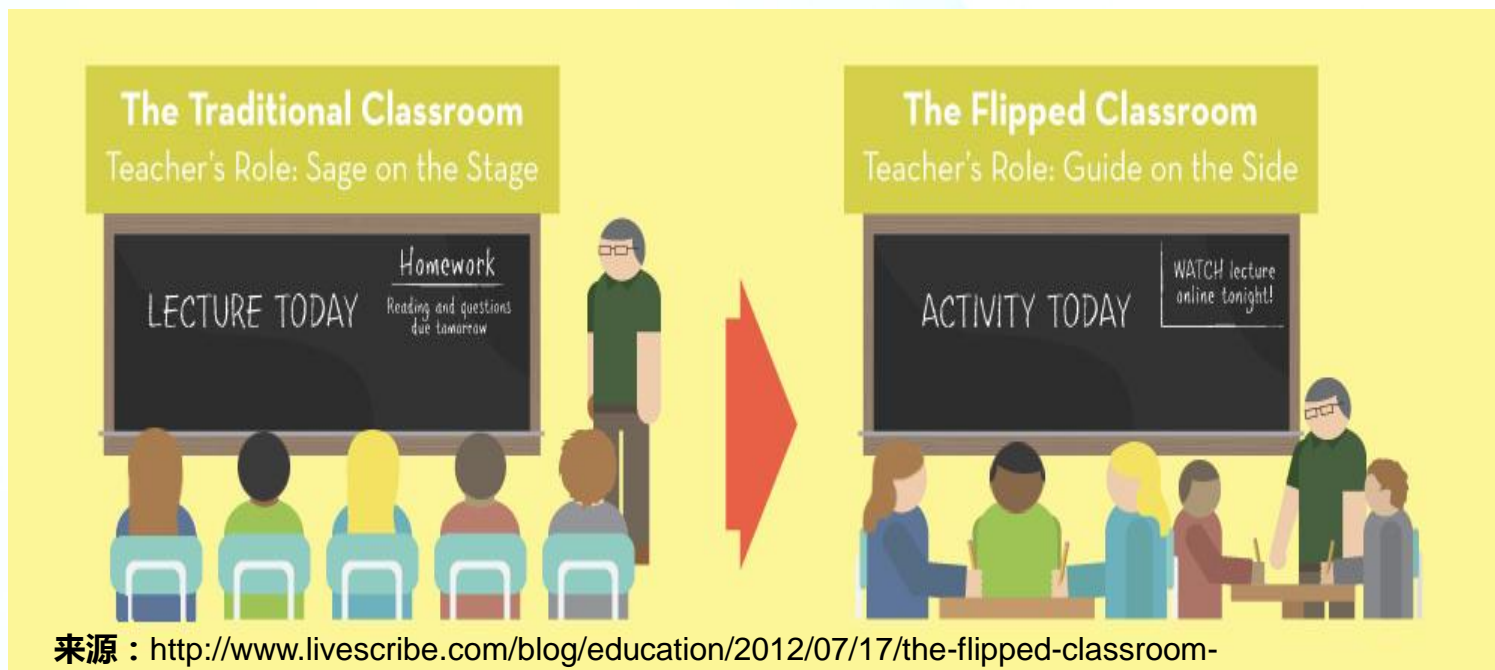 The Traditional Classroom
Teacher's Role: Sage on the Stage
LECTURE TODAY
Homework
Reading and questions
due tomorrow
The Flipped Classroom
Teacher's Role: Guide on the Side
ACTIVITY TODAY
WATCH lecture
online tonight!
来源：http://www.livescribe.com/blog/education/2012/07/17/the-flipped-classroom-